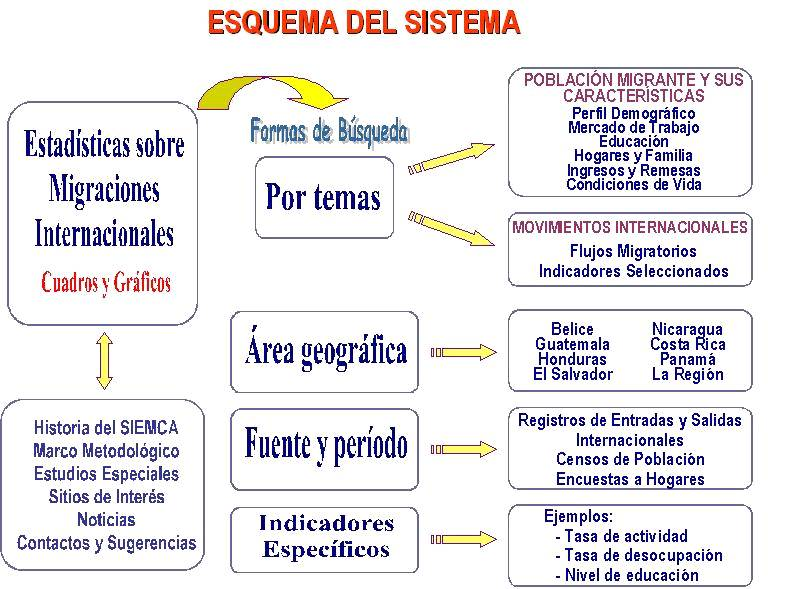 ESQUEMA DEL SISTEMA
Estadísticas sobre
Migraciones
Internacionales
Cuadros y Gráficos
Historia del SIEMCA
Marco Metodológico
Estudios Especiales
Sitios de Interés
Noticias
Contactos y Sugerencias
Formas de Búsqueda
Por temas
POBLACIÓN MIGRANTE Y SUS
CARACTERÍSTICAS
Perfil Demográfico
Mercado de Trabajo
Educación
Hogares y Familia
Ingresos y Remesas
Condiciones de Vida
MOVIMIENTOS INTERNACIONALES
Flujos Migratorios
Indicadores Seleccionados
Área geográfica
Belice Nicaragua
Guatemala Costa Rica
Honduras Panamá
El Salvador La Región
Fuente y período
Registros de Entradas y Salidas
Internacionales
Censos de Población
Encuestas a Hogares
Indicadores
Específicos
Ejemplos:
- Tasa de actividad
- Tasa de desocupación
- Nivel de educación